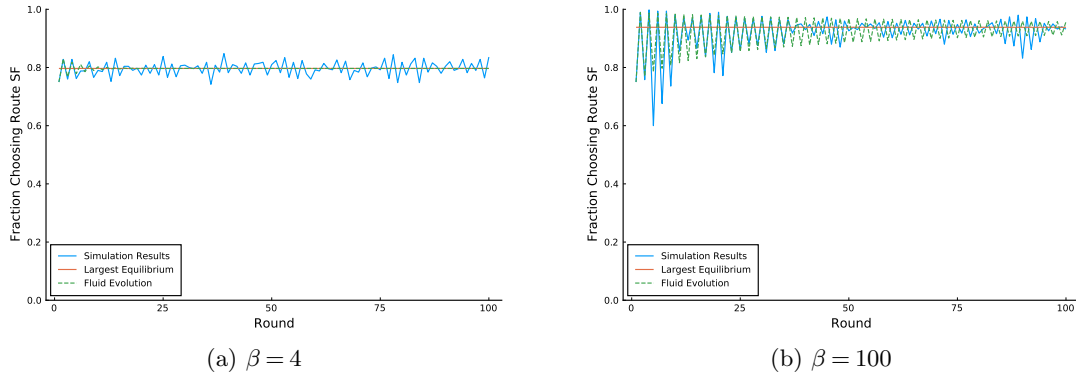 Fraction Choosing Route SF
1.0
0.8
0.6
0.4
0.2
0.0
Simulation Results
Largest Equilibrium
Fluid Evolution
0
25
50
75
100
Round
(a) β = 4
Fraction Choosing Route SF
1.0
0.8
0.6
0.4
0.2
0.0
Simulation Results
Largest Equilibrium
Fluid Evolution
0
25
50
75
100
Round
(b) β = 100